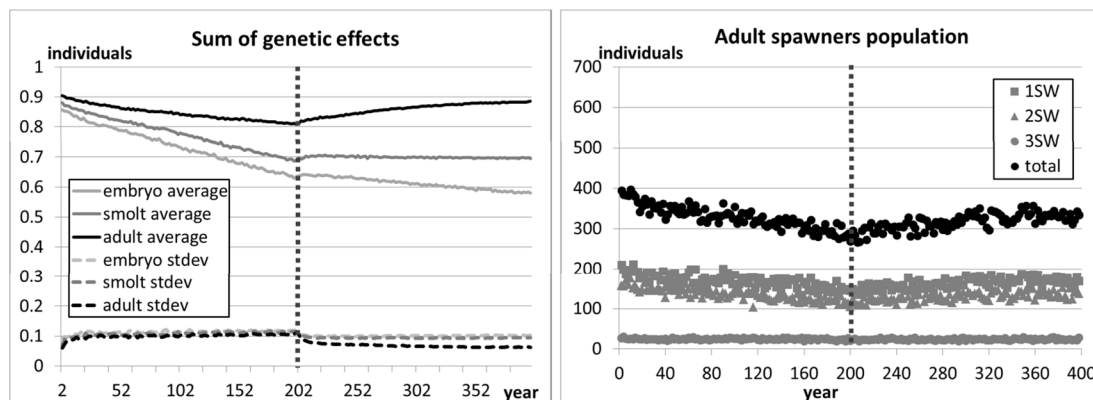 Sum of genetic effects
individuals
1
0.9
0.8
0.7
0.6
0.5
0.4
0.3
0.2
0.1
0
embryo average
smolt average
adult average
embryo stdev
smolt stdev
adult stdev
2 52 102 152 202 252 302 352 year
Adult spawners population
individuals
700
600
500
400
300
200
100
0
1SW
2SW
3SW
total
0 40 80 120 160 200 240 280 320 360 400
year